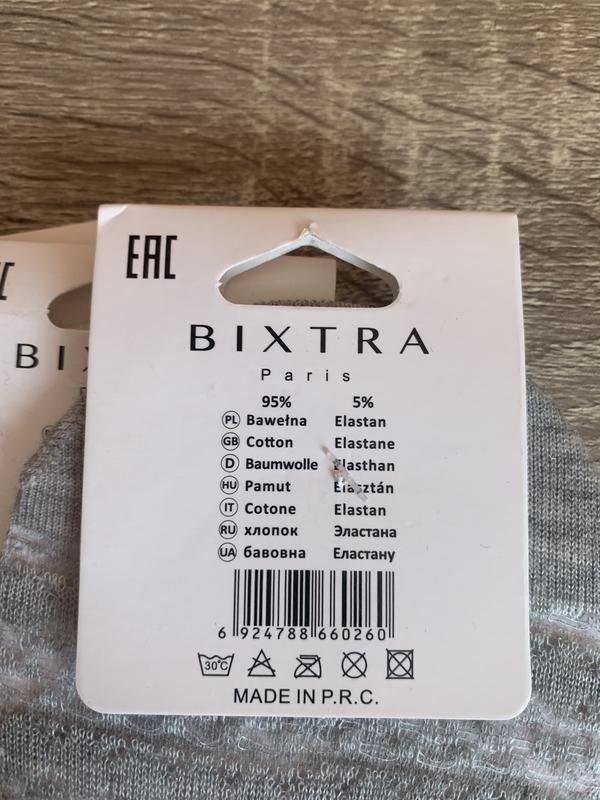 EAC
BIXTRA
Paris
95% 5%
PL Bawełna Elastan
GB Cotton Elastane
D Baumwolle Elasthan
HU Pamut Elasztán
IT Cotone Elastan
RU хлопок Эластана
UA бавовна Еластану
6 924788 660260
30°C
MADE IN P.R.C.
C
BIX